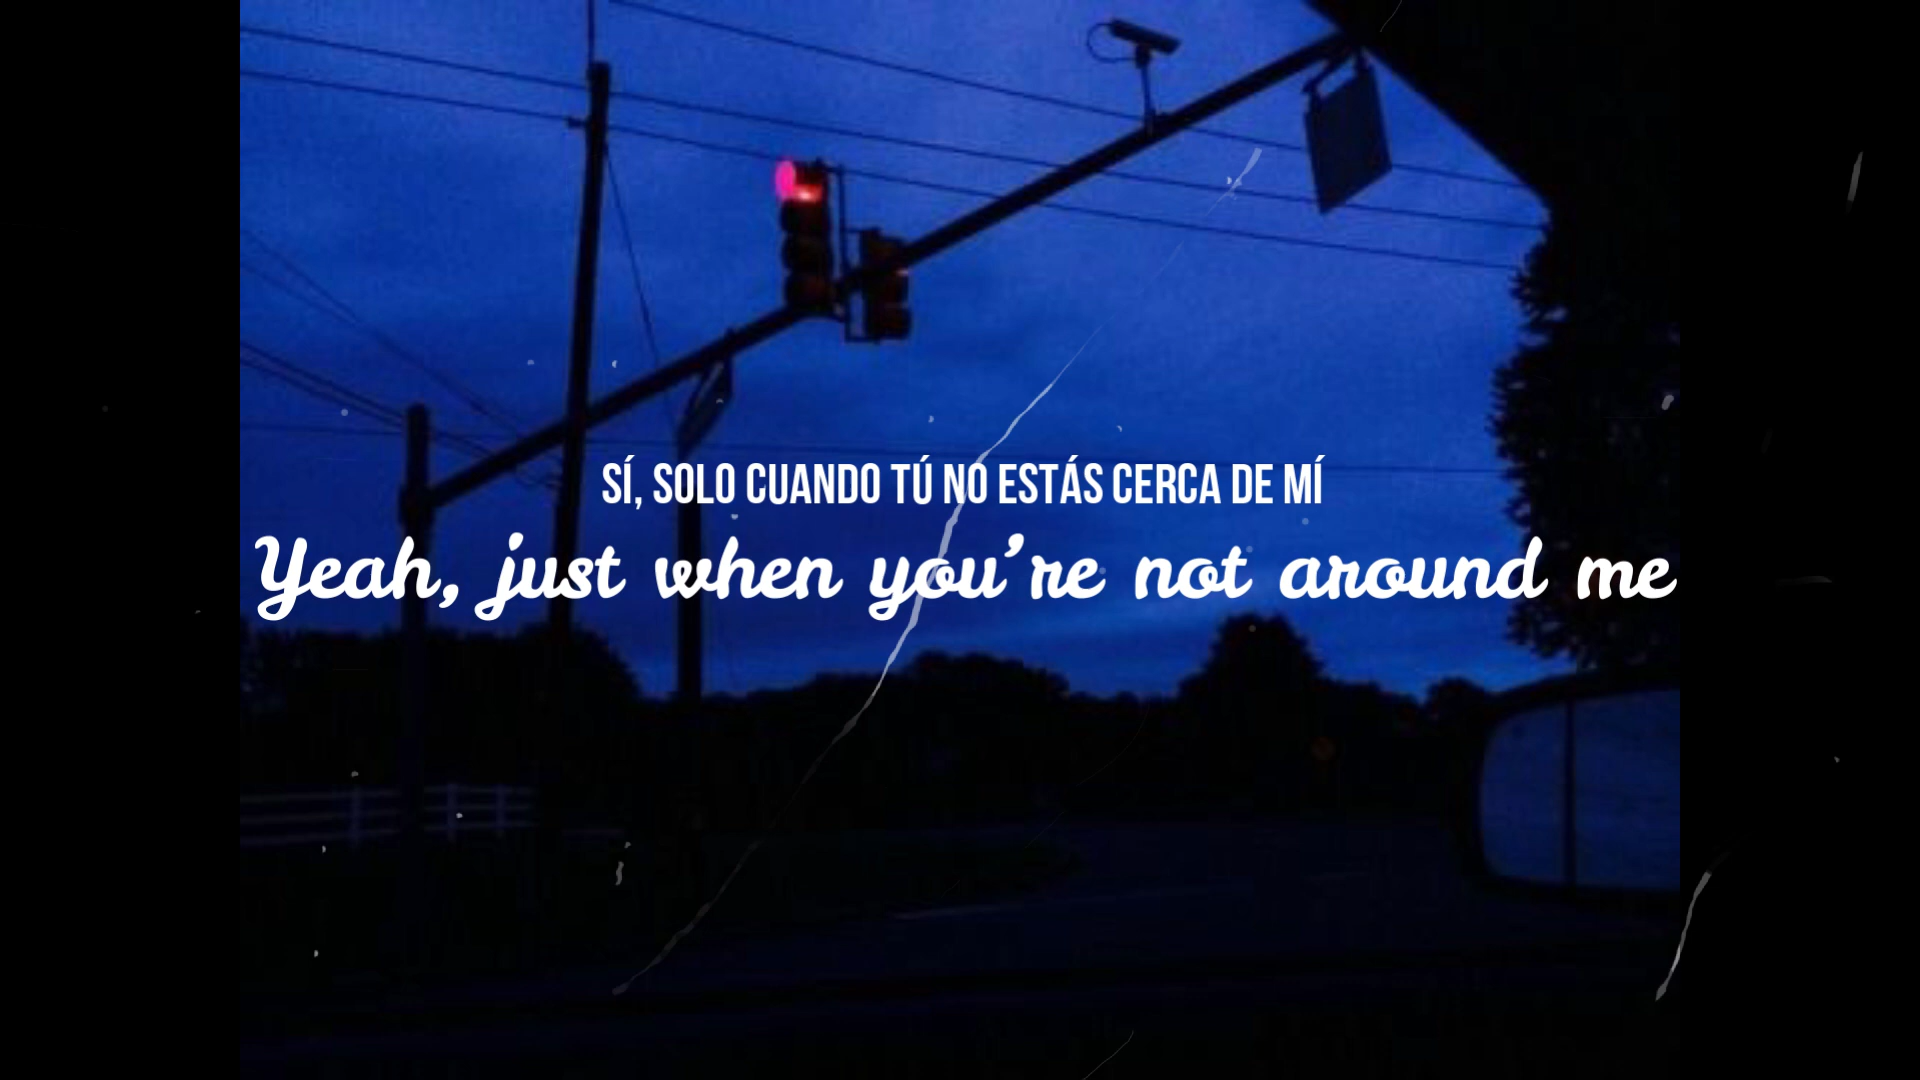 SÍ, SOLO CUANDO TÚ NO ESTÁS CERCA DE MÍ
Yeah, just when you're not around me